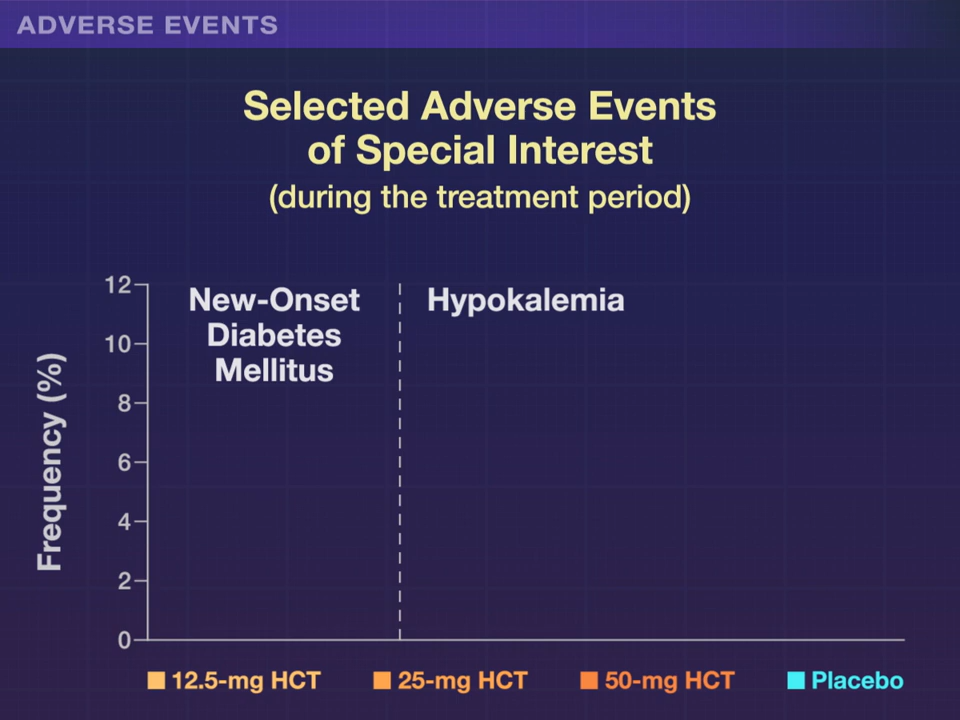 ADVERSE EVENTS
Selected Adverse Events
of Special Interest
(during the treatment period)
Frequency (%)
12
10
8
6
4
2
0
New-Onset
Diabetes
Mellitus
Hypokalemia
12.5-mg HCT
25-mg HCT
50-mg HCT
Placebo